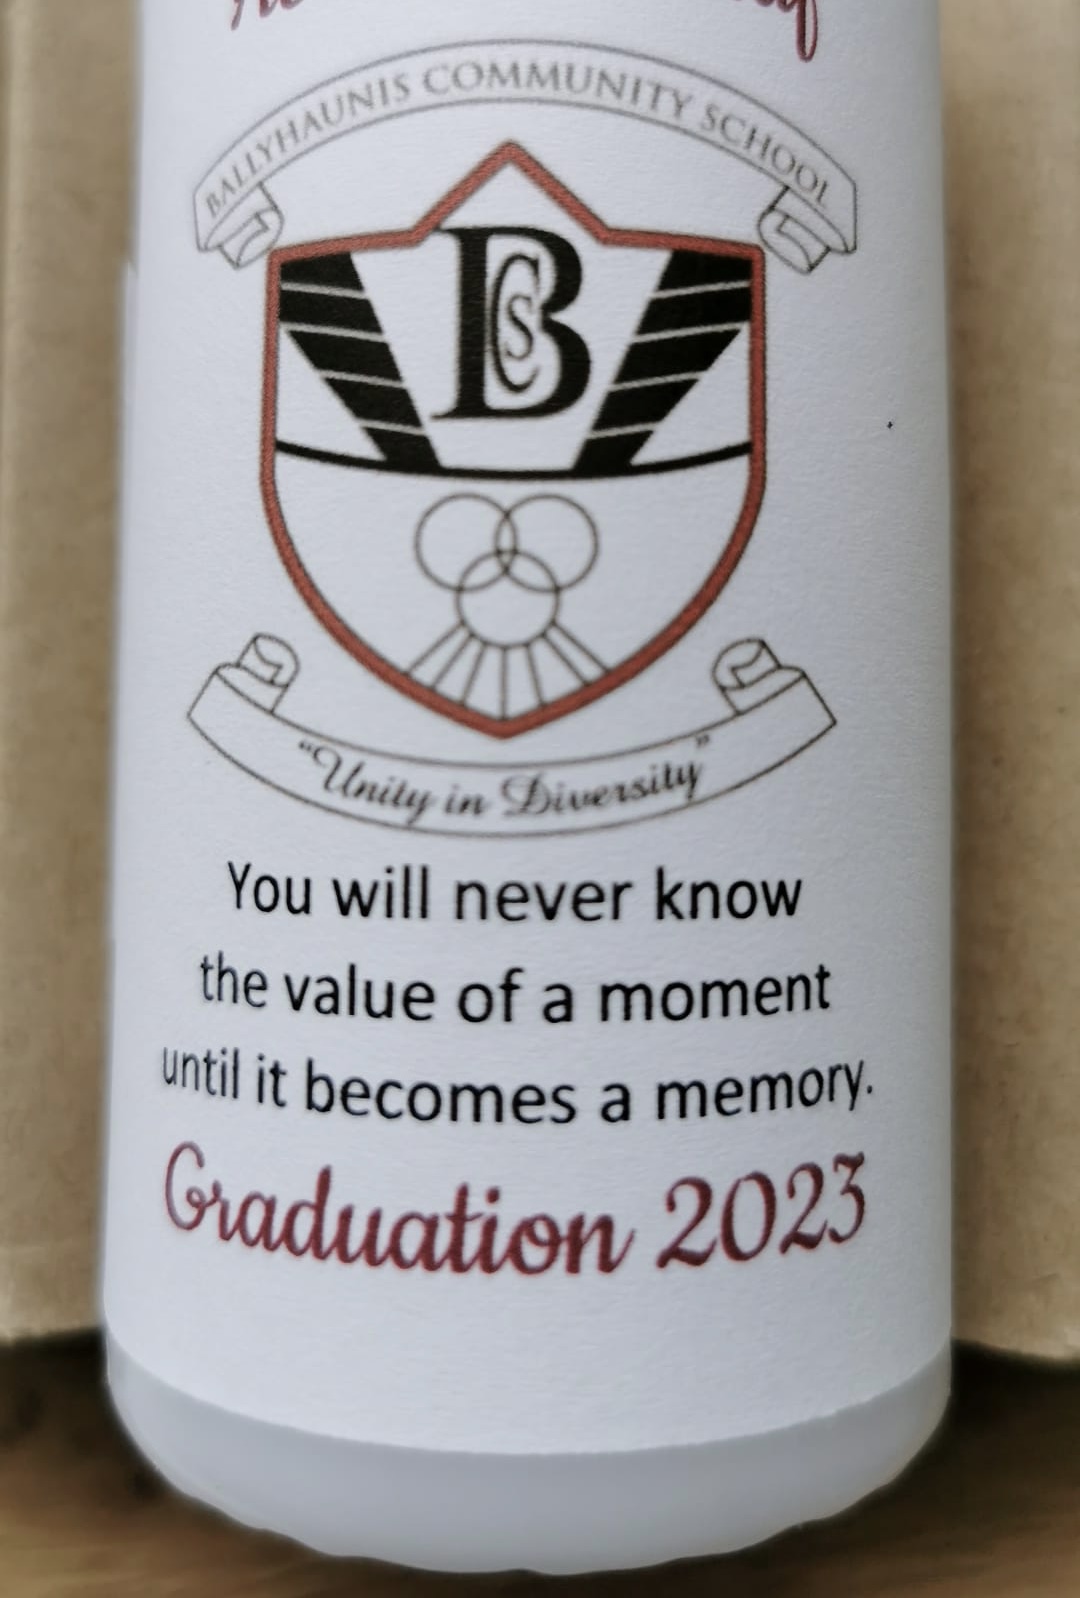 BALLYHAUNIS COMMUNITY SCHOOL
BCS
"Unity in Diversity"
You will never know
the value of a moment
until it becomes a memory.
Graduation 2023